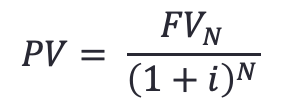 PV = FV_N / (1 + i)^N